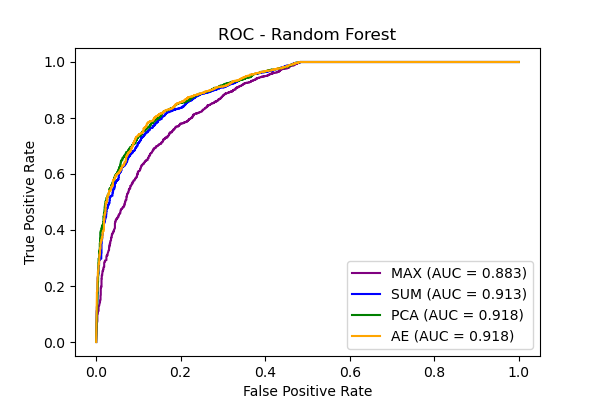 ROC - Random Forest
True Positive Rate
1.0
0.8
0.6
0.4
0.2
0.0
MAX (AUC = 0.883)
SUM (AUC = 0.913)
PCA (AUC = 0.918)
AE (AUC = 0.918)
0.0 0.2 0.4 0.6 0.8 1.0
False Positive Rate